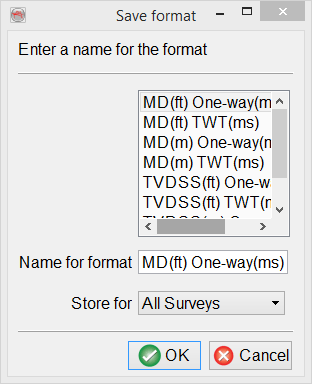 Save format
Enter a name for the format
MD(ft) One-way(m
MD(ft) TWT(ms)
MD(m) One-way(m
MD(m) TWT(ms)
TVDSS(ft) One-wa
TVDSS(ft) TWT(m
Name for format MD(ft) One-way(ms)
Store for All Surveys
OK Cancel